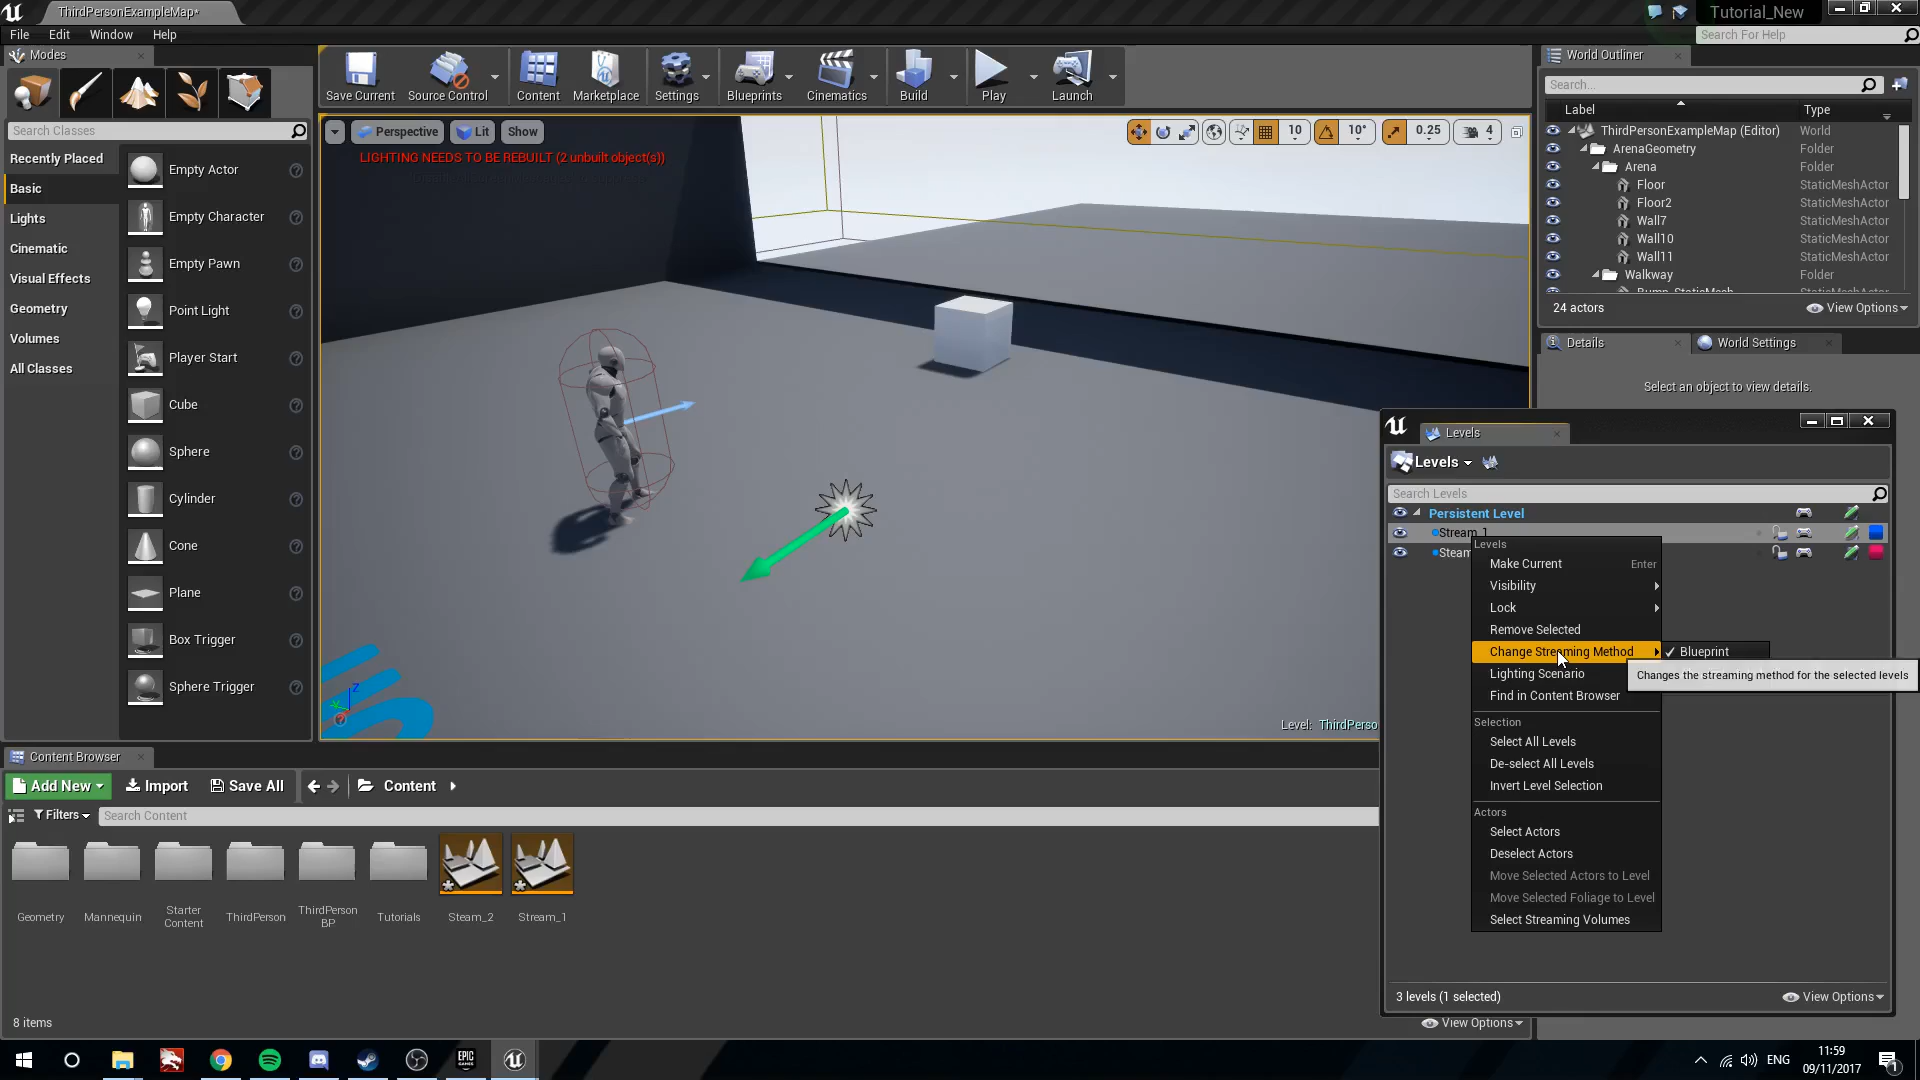 ThirdPersonExampleMap*
Tutorial_New
File Edit Window Help
Search For Help
Modes
Save Current
Source Control
Content
Marketplace
Settings
Blueprints
Cinematics
Build
Play
Launch
World Outliner
Search...
Label
Type
Search Classes
Recently Placed
Basic
Lights
Cinematic
Visual Effects
Geometry
Volumes
All Classes
Empty Actor
Empty Character
Empty Pawn
Point Light
Player Start
Cube
Sphere
Cylinder
Cone
Plane
Box Trigger
Sphere Trigger
Perspective
Lit
Show
10
10°
0.25
4
LIGHTING NEEDS TO BE REBUILT (2 unbuilt object(s))
Z
Level: ThirdPerso
ThirdPersonExampleMap (Editor) World
ArenaGeometry Folder
Arena Folder
Floor StaticMeshActor
Floor2 StaticMeshActor
Wall7 StaticMeshActor
Wall10 StaticMeshActor
Wall11 StaticMeshActor
Walkway Folder
Bump_StaticMesh
24 actors
View Options
Details
World Settings
Select an object to view details.
Levels
Levels
Search Levels
Persistent Level
Stream_1
Steam
Levels
Make Current Enter
Visibility
Lock
Remove Selected
Change Streaming Method
Blueprint
Lighting Scenario
Changes the streaming method for the selected levels
Find in Content Browser
Selection
Select All Levels
De-select All Levels
Invert Level Selection
Actors
Select Actors
Deselect Actors
Move Selected Actors to Level
Move Selected Foliage to Level
Select Streaming Volumes
3 levels (1 selected)
View Options
Content Browser
Add New
Import
Save All
Content
Filters
Search Content
Geometry
Mannequin
Starter
Content
ThirdPerson
ThirdPerson
BP
Tutorials
Steam_2
Stream_1
8 items
View Options
EPIC
GAMES
ENG
11:59
09/11/2017
1